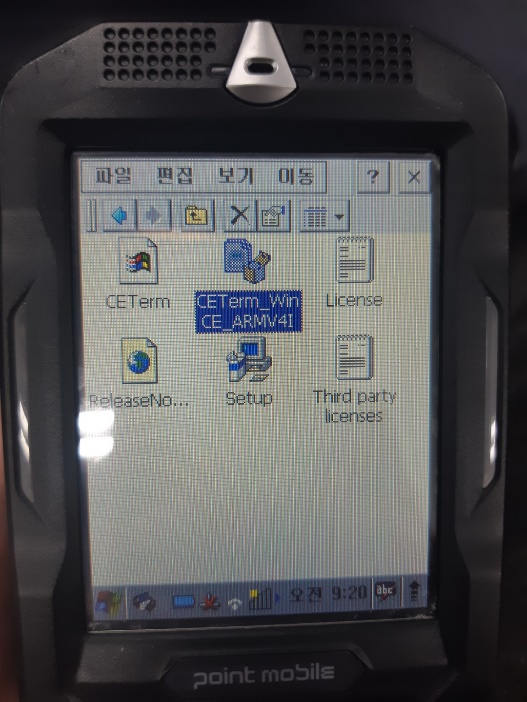 파일 편집 보기 이동 ? ×
CETerm
CETerm_Win
CE_ARMV4I
License
ReleaseNo...
Setup
Third party
licenses
오전 9:20
abc
point mobile